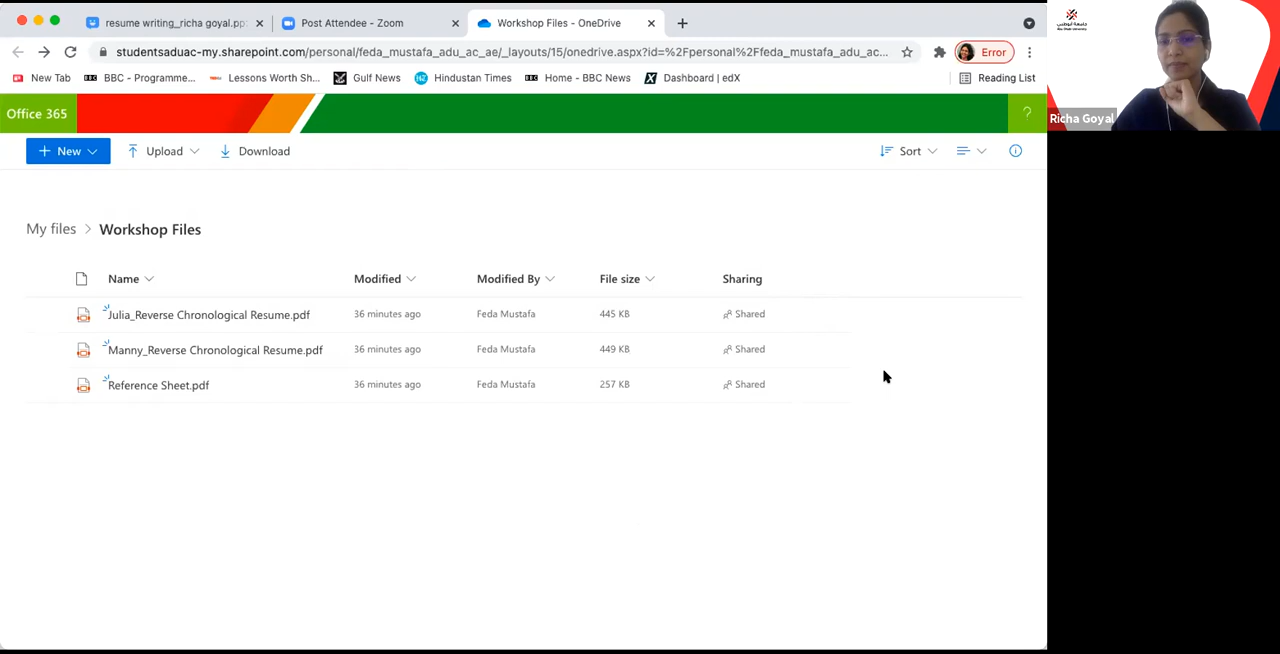 resume writing_richa goyal.pp
Post Attendee - Zoom
Workshop Files - OneDrive
studentsaduac-my.sharepoint.com/personal/feda_mustafa_adu_ac_ae/_layouts/15/onedrive.aspx?id=%2Fpersonal%2Ffeda_mustafa_adu_ac...
Error
New Tab
BBC - Programme...
Lessons Worth Sh...
Gulf News
Hindustan Times
Home - BBC News
Dashboard | edX
Reading List
جامعة أبوظبي
Abu Dhabi University
Richa Goyal
Office 365
?
+ New
Upload
Download
Sort
My files > Workshop Files
Name
Modified
Modified By
File size
Sharing
Julia_Reverse Chronological Resume.pdf
36 minutes ago
Feda Mustafa
445 KB
Shared
Manny_Reverse Chronological Resume.pdf
36 minutes ago
Feda Mustafa
449 KB
Shared
Reference Sheet.pdf
36 minutes ago
Feda Mustafa
257 KB
Shared